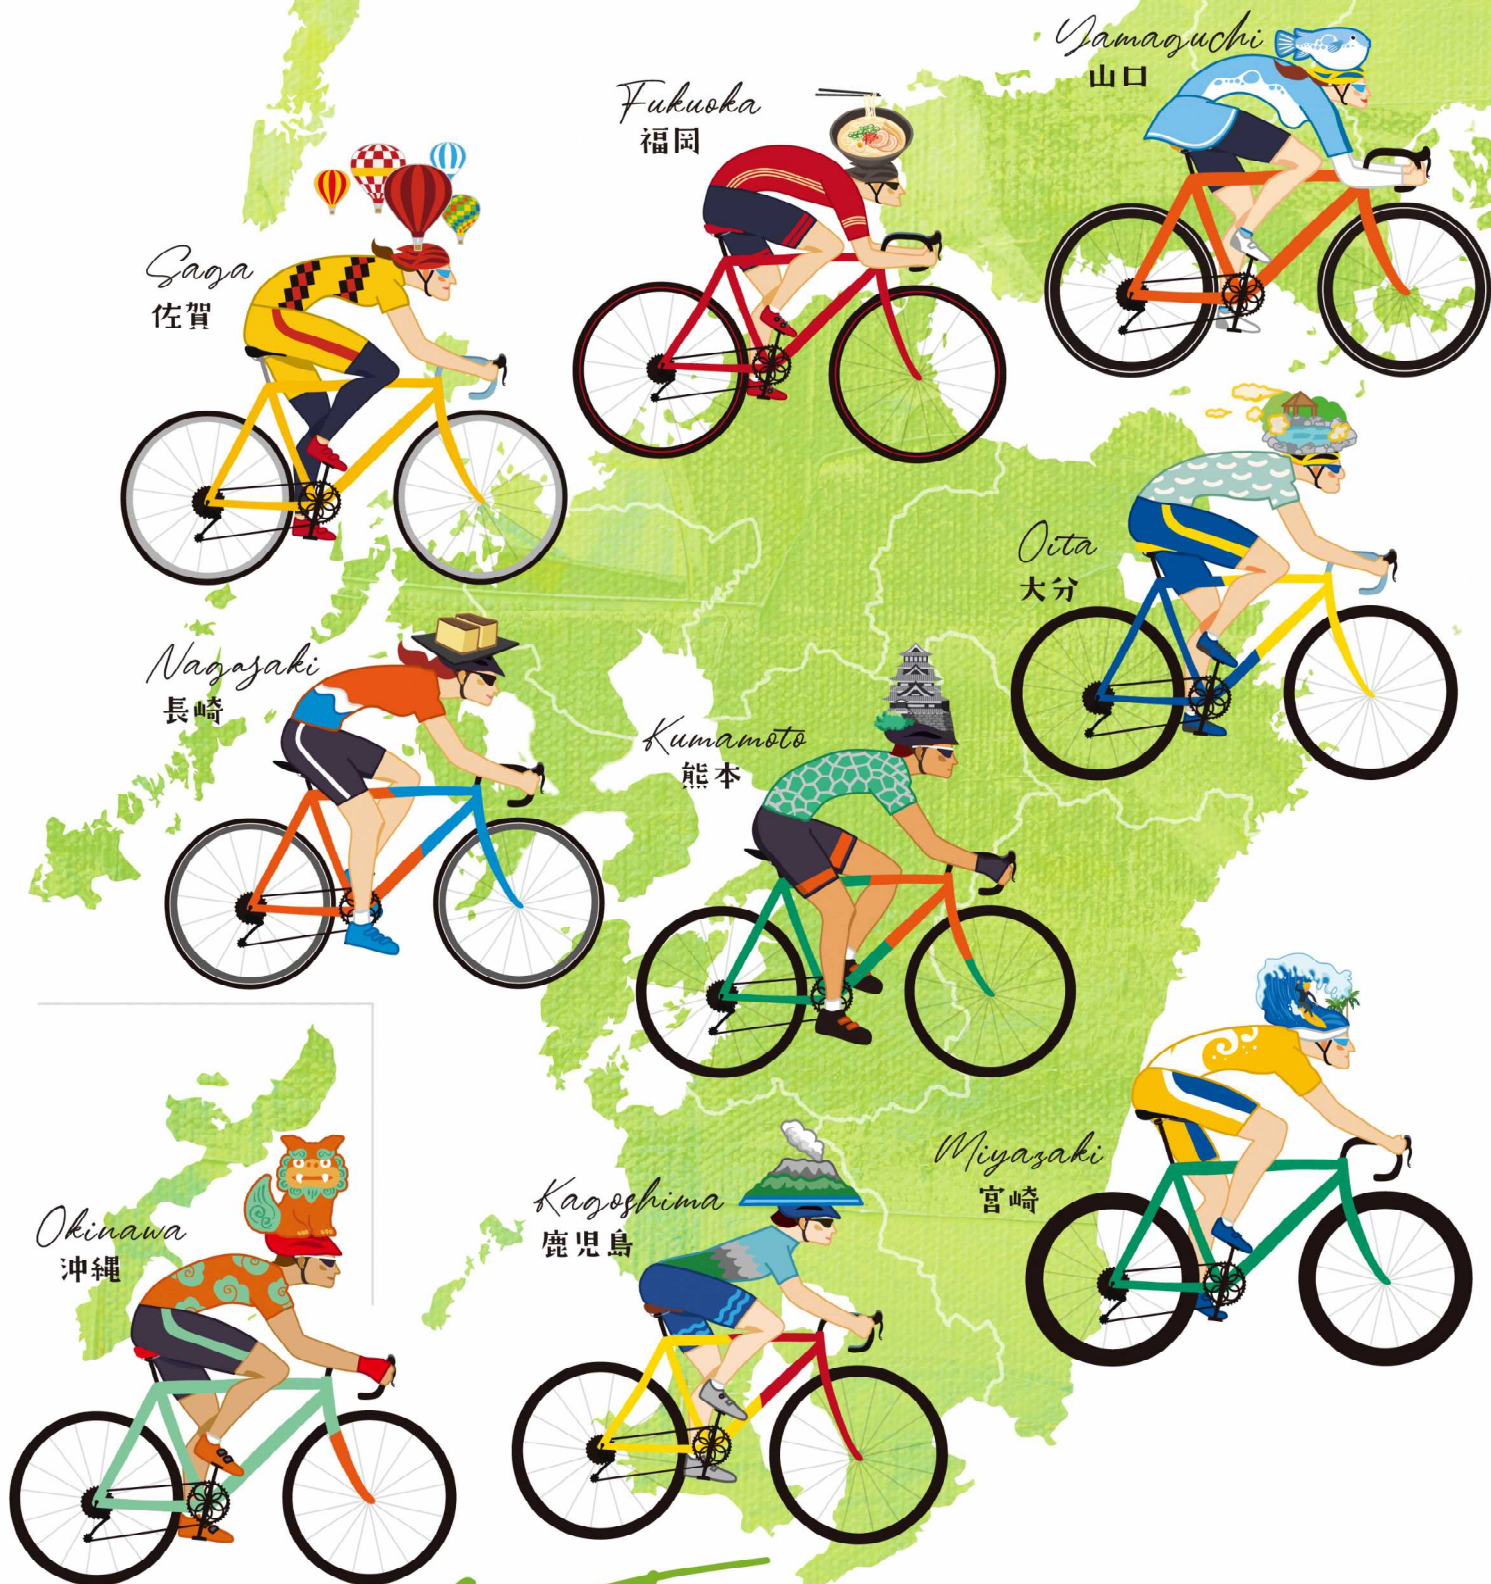 Yamaguchi
山口
Fukuoka
福岡
Saga
佐賀
Oita
大分
Nagasaki
長崎
Kumamoto
熊本
Miyazaki
宮崎
Kagoshima
鹿児島
Okinawa
沖縄